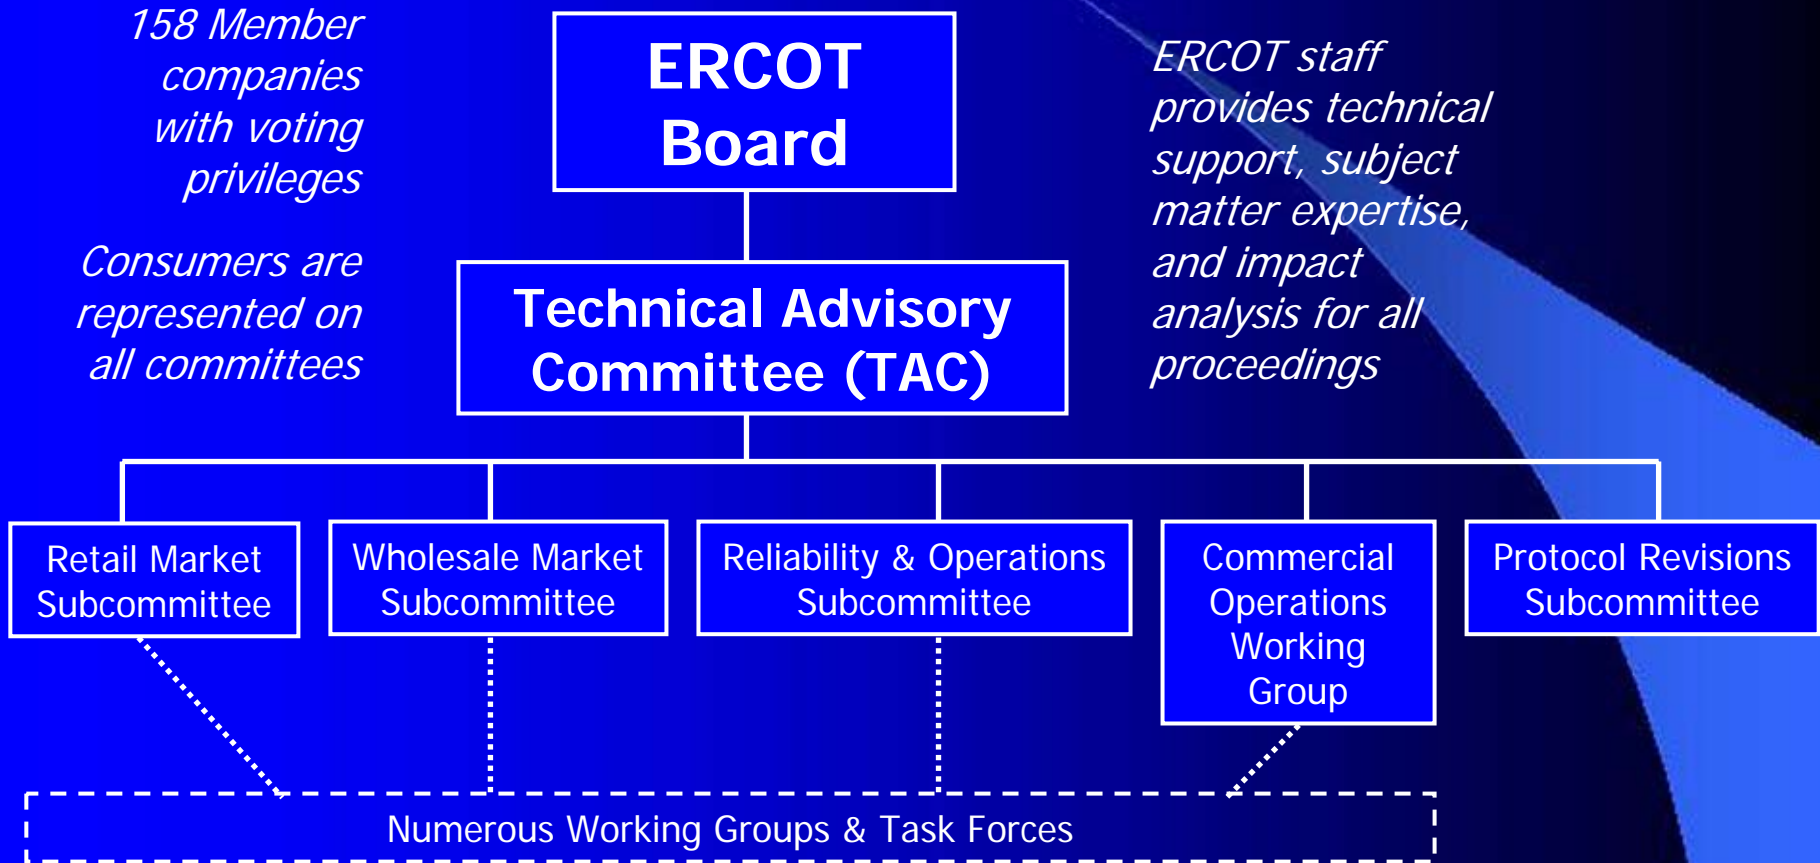 158 Member
companies
with voting
privileges
Consumers are
represented on
all committees
ERCOT
Board
ERCOT staff
provides technical
support, subject
matter expertise,
and impact
analysis for all
proceedings
Technical Advisory
Committee (TAC)
Retail Market
Subcommittee
Wholesale Market
Subcommittee
Reliability & Operations
Subcommittee
Commercial
Operations
Working
Group
Protocol Revisions
Subcommittee
Numerous Working Groups & Task Forces